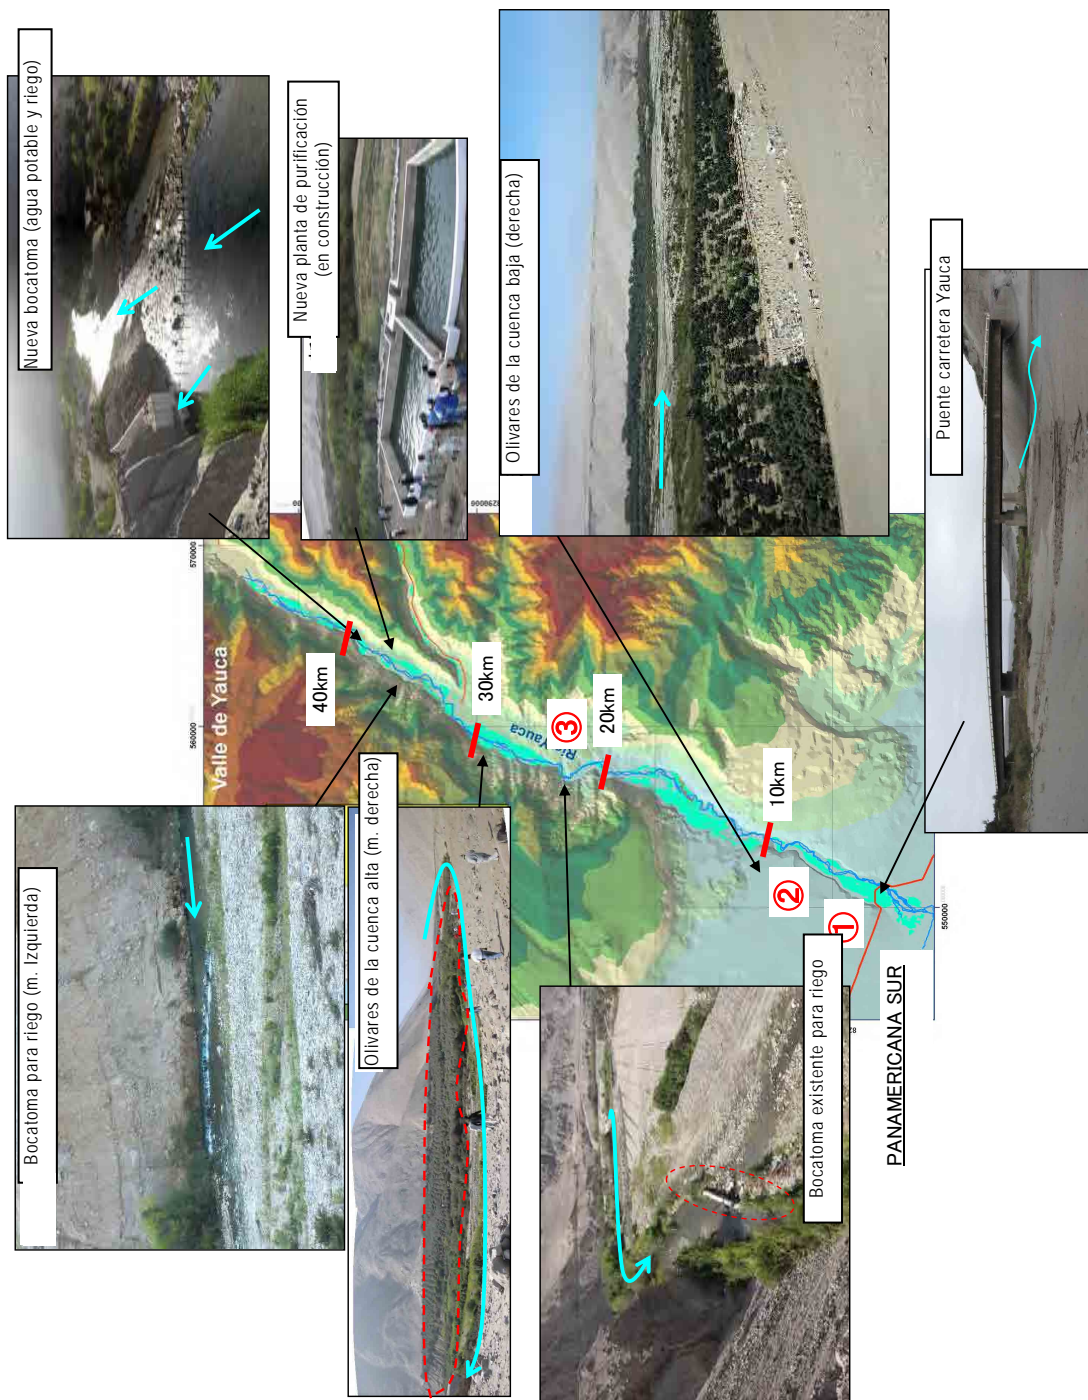 Nueva bocatoma (agua potable y riego)
Nueva planta de purificación
(en construcción)
Olivares de la cuenca baja (derecha)
Puente carretera Yauca
Bocatoma para riego (m. Izquierda)
Olivares de la cuenca alta (m. derecha)
Bocatoma existente para riego
Valle de Yauca
570000
560000
550000
8290000
40km
30km
20km
10km
③
②
①
PANAMERICANA SUR